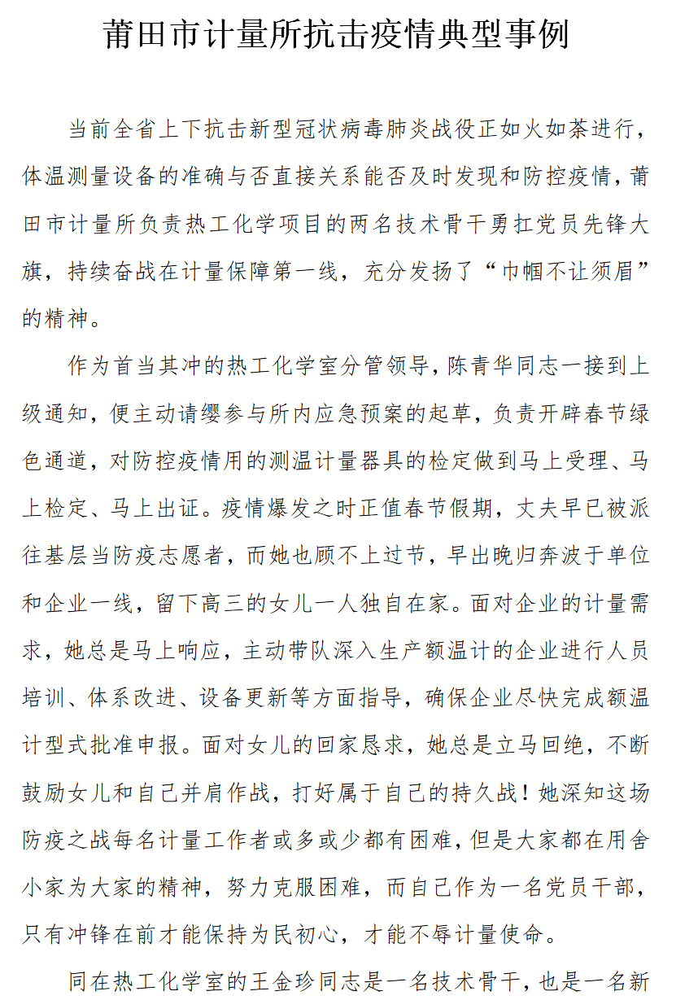 莆田市计量所抗击疫情典型事例
当前全省上下抗击新型冠状病毒肺炎战役正如火如荼进行，
体温测量设备的准确与否直接关系能否及时发现和防控疫情，莆
田市计量所负责热工化学项目的两名技术骨干勇扛党员先锋大
旗，持续奋战在计量保障第一线，充分发扬了“巾帼不让须眉”
的精神。
作为首当其冲的热工化学室分管领导，陈青华同志一接到上
级通知，便主动请缨参与所内应急预案的起草，负责开辟春节绿
色通道，对防控疫情用的测温计量器具的检定做到马上受理、马
上检定、马上出证。疫情爆发之时正值春节假期，丈夫早已被派
往基层当防疫志愿者，而她也顾不上过节，早出晚归奔波于单位
和企业一线，留下高三的女儿一人独自在家。面对企业的计量需
求，她总是马上响应，主动带队深入生产额温计的企业进行人员
培训、体系改进、设备更新等方面指导，确保企业尽快完成额温
计型式批准申报。面对女儿的回家恳求，她总是立马回绝，不断
鼓励女儿和自己并肩作战，打好属于自己的持久战！她深知这场
防疫之战每名计量工作者或多或少都有困难，但是大家都在用舍
小家为大家的精神，努力克服困难，而自己作为一名党员干部，
只有冲锋在前才能保持为民初心，才能不辱计量使命。
同在热工化学室的王金珍同志是一名技术骨干，也是一名新